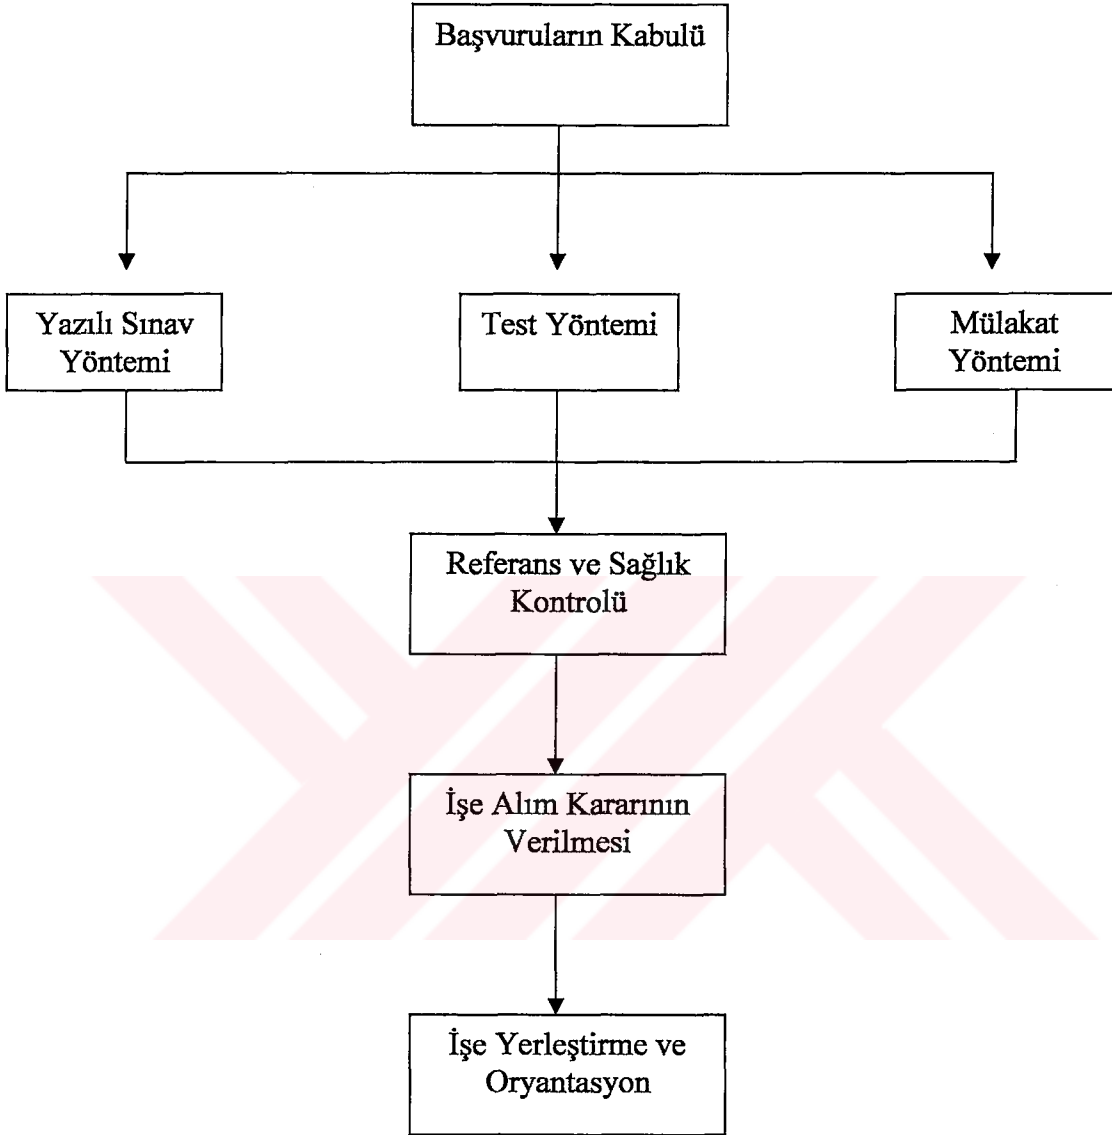 Başvuruların Kabulü
Yazılı Sınav
Yöntemi
Test Yöntemi
Mülakat
Yöntemi
Referans ve Sağlık
Kontrolü
İşe Alım Kararının
Verilmesi
İşe Yerleştirme ve
Oryantasyon